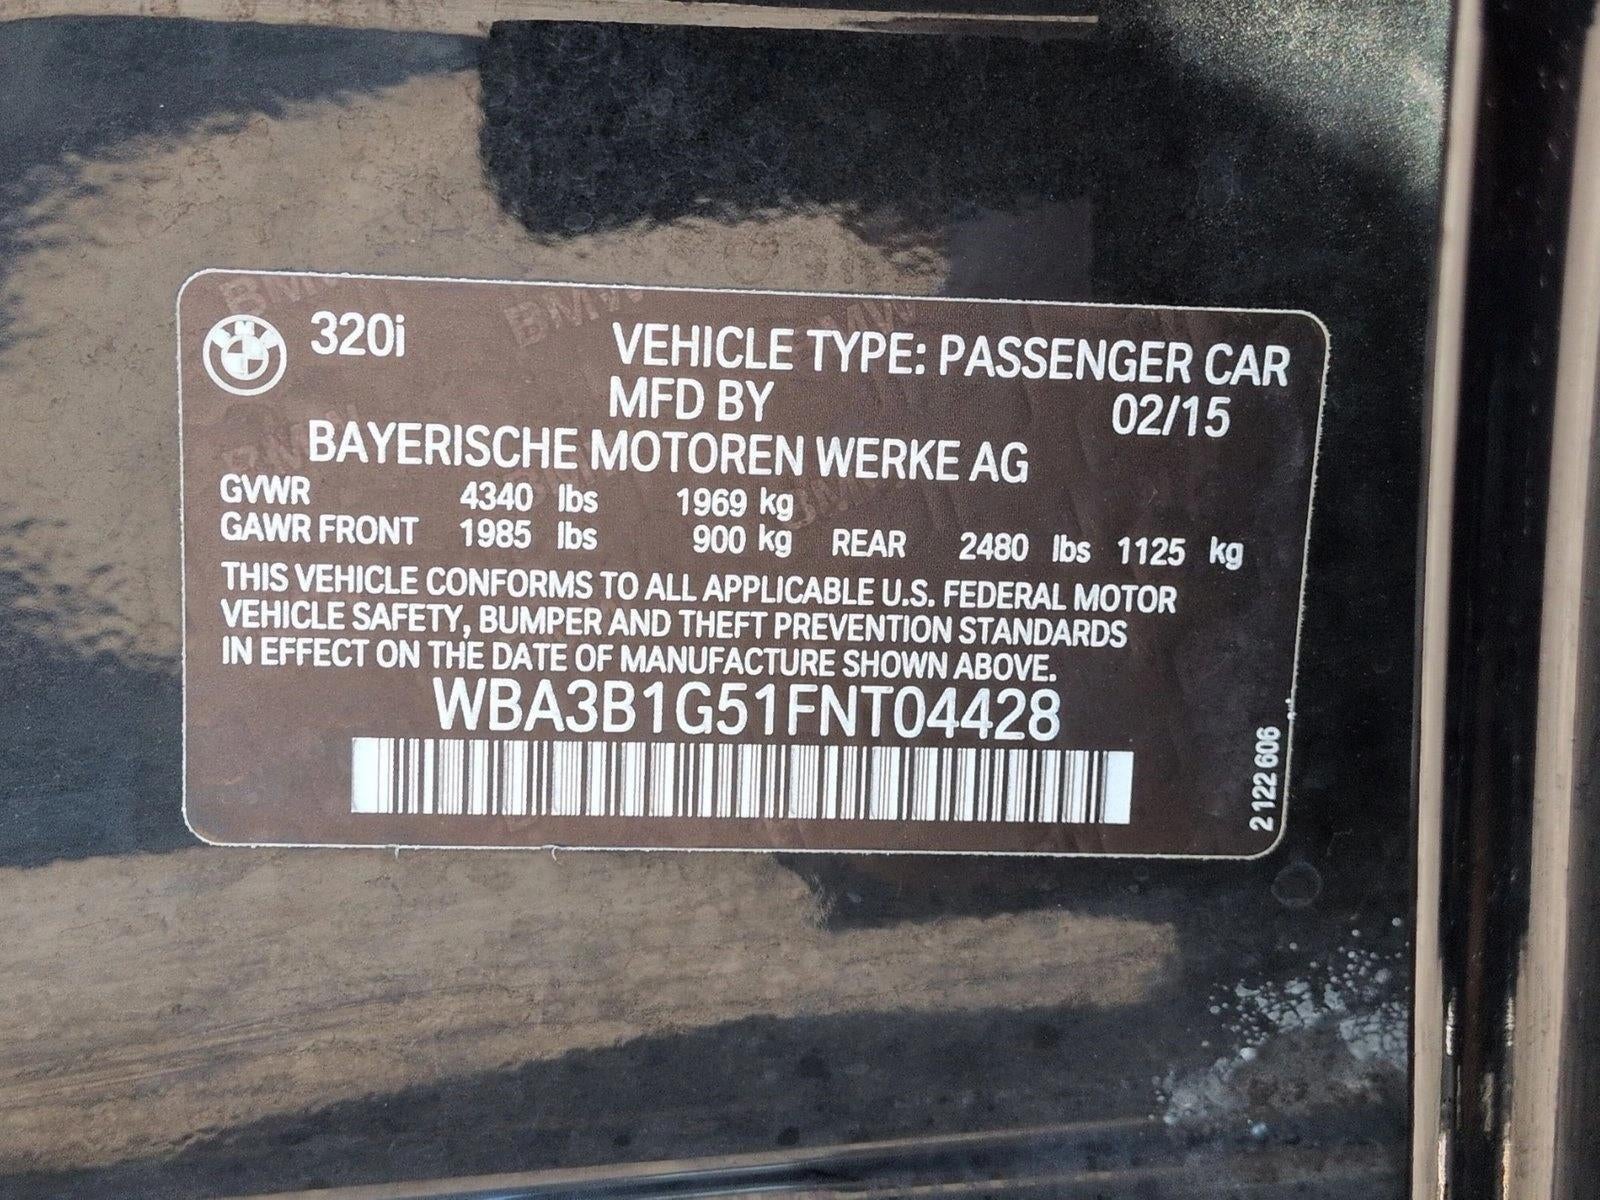 320i VEHICLE TYPE: PASSENGER CAR
MFD BY 02/15
BAYERISCHE MOTOREN WERKE AG
GVWR 4340 lbs 1969 kg
GAWR FRONT 1985 lbs 900 kg REAR 2480 lbs 1125 kg
THIS VEHICLE CONFORMS TO ALL APPLICABLE U.S. FEDERAL MOTOR
VEHICLE SAFETY, BUMPER AND THEFT PREVENTION STANDARDS
IN EFFECT ON THE DATE OF MANUFACTURE SHOWN ABOVE.
WBA3B1G51FNT04428
2 122 606